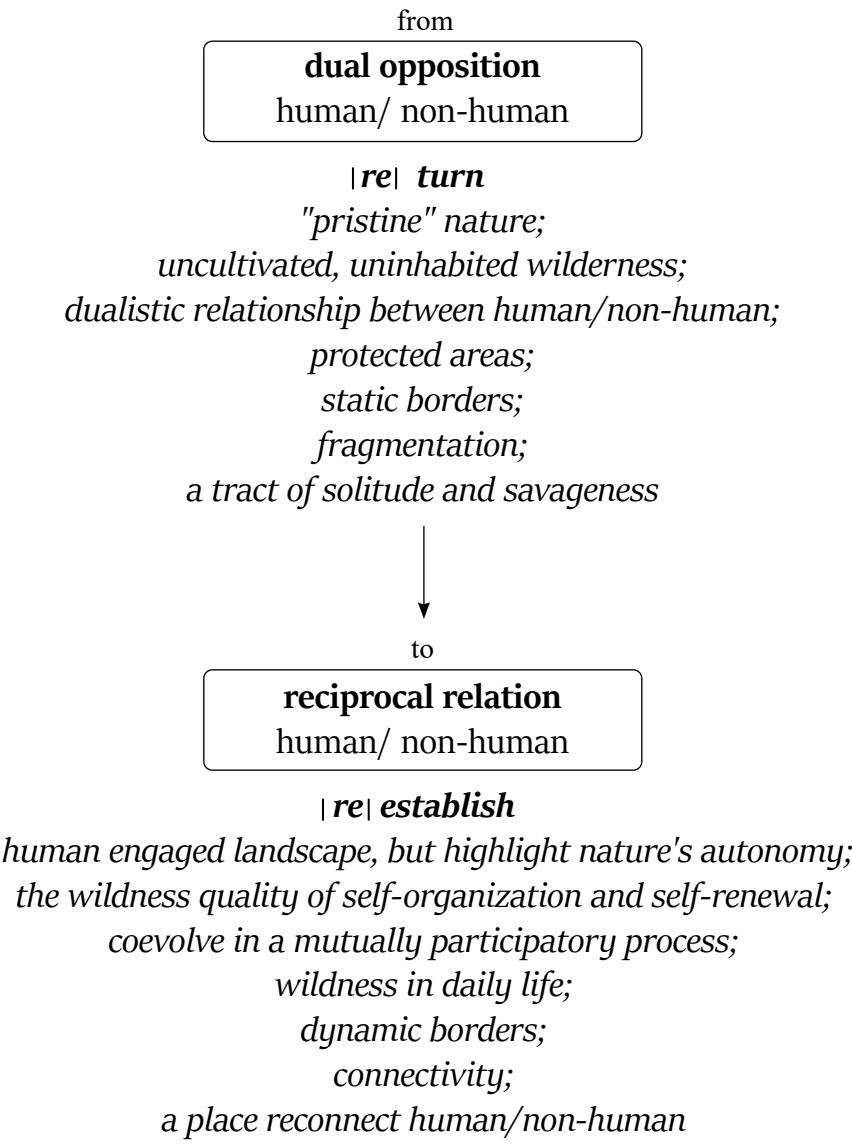 from
dual opposition
human/ non-human
|re| turn
"pristine" nature;
uncultivated, uninhabited wilderness;
dualistic relationship between human/non-human;
protected areas;
static borders;
fragmentation;
a tract of solitude and savageness
to
reciprocal relation
human/ non-human
|re| establish
human engaged landscape, but highlight nature's autonomy;
the wildness quality of self-organization and self-renewal;
coevolve in a mutually participatory process;
wildness in daily life;
dynamic borders;
connectivity;
a place reconnect human/non-human